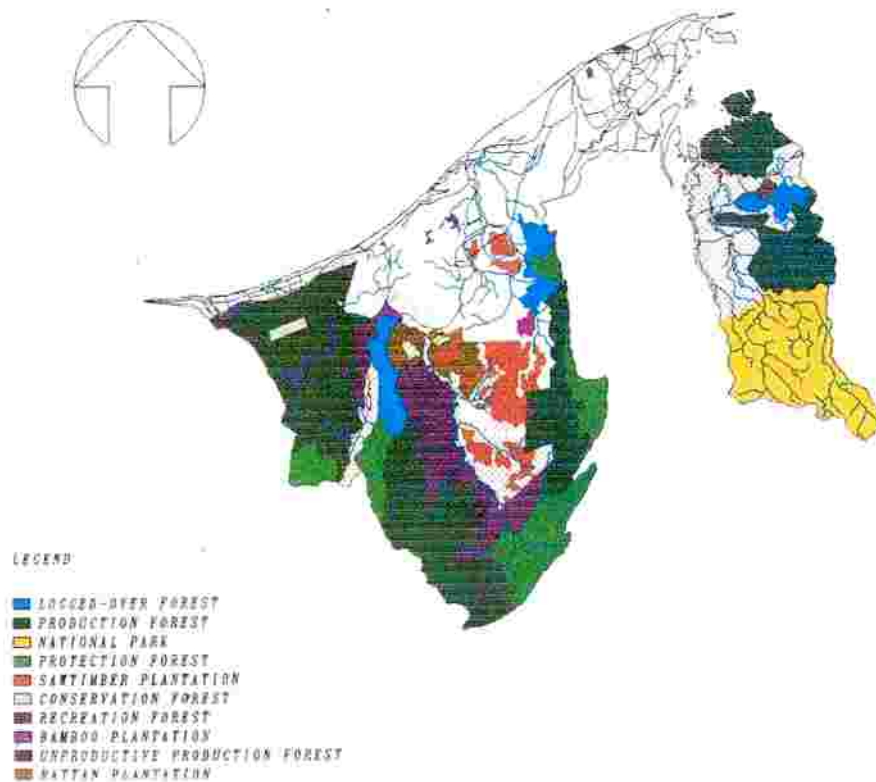 LEGEND
LOGGED-OVER FOREST
PRODUCTION FOREST
NATIONAL PARK
PROTECTION FOREST
SAWTIMBER PLANTATION
CONSERVATION FOREST
RECREATION FOREST
BAMBOO PLANTATION
UNPRODUCTIVE PRODUCTION FOREST
RATTAN PLANTATION